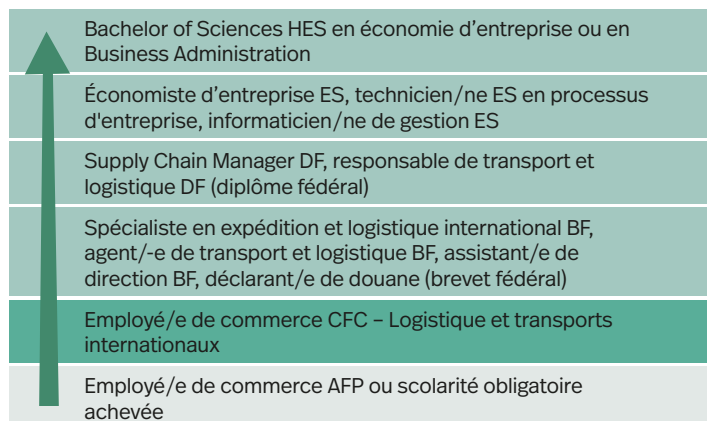 Bachelor of Sciences HES en économie d’entreprise ou en
Business Administration
Économiste d’entreprise ES, technicien/ne ES en processus
d'entreprise, informaticien/ne de gestion ES
Supply Chain Manager DF, responsable de transport et
logistique DF (diplôme fédéral)
Spécialiste en expédition et logistique international BF,
agent/-e de transport et logistique BF, assistant/e de
direction BF, déclarant/e de douane (brevet fédéral)
Employé/e de commerce CFC – Logistique et transports
internationaux
Employé/e de commerce AFP ou scolarité obligatoire
achevée